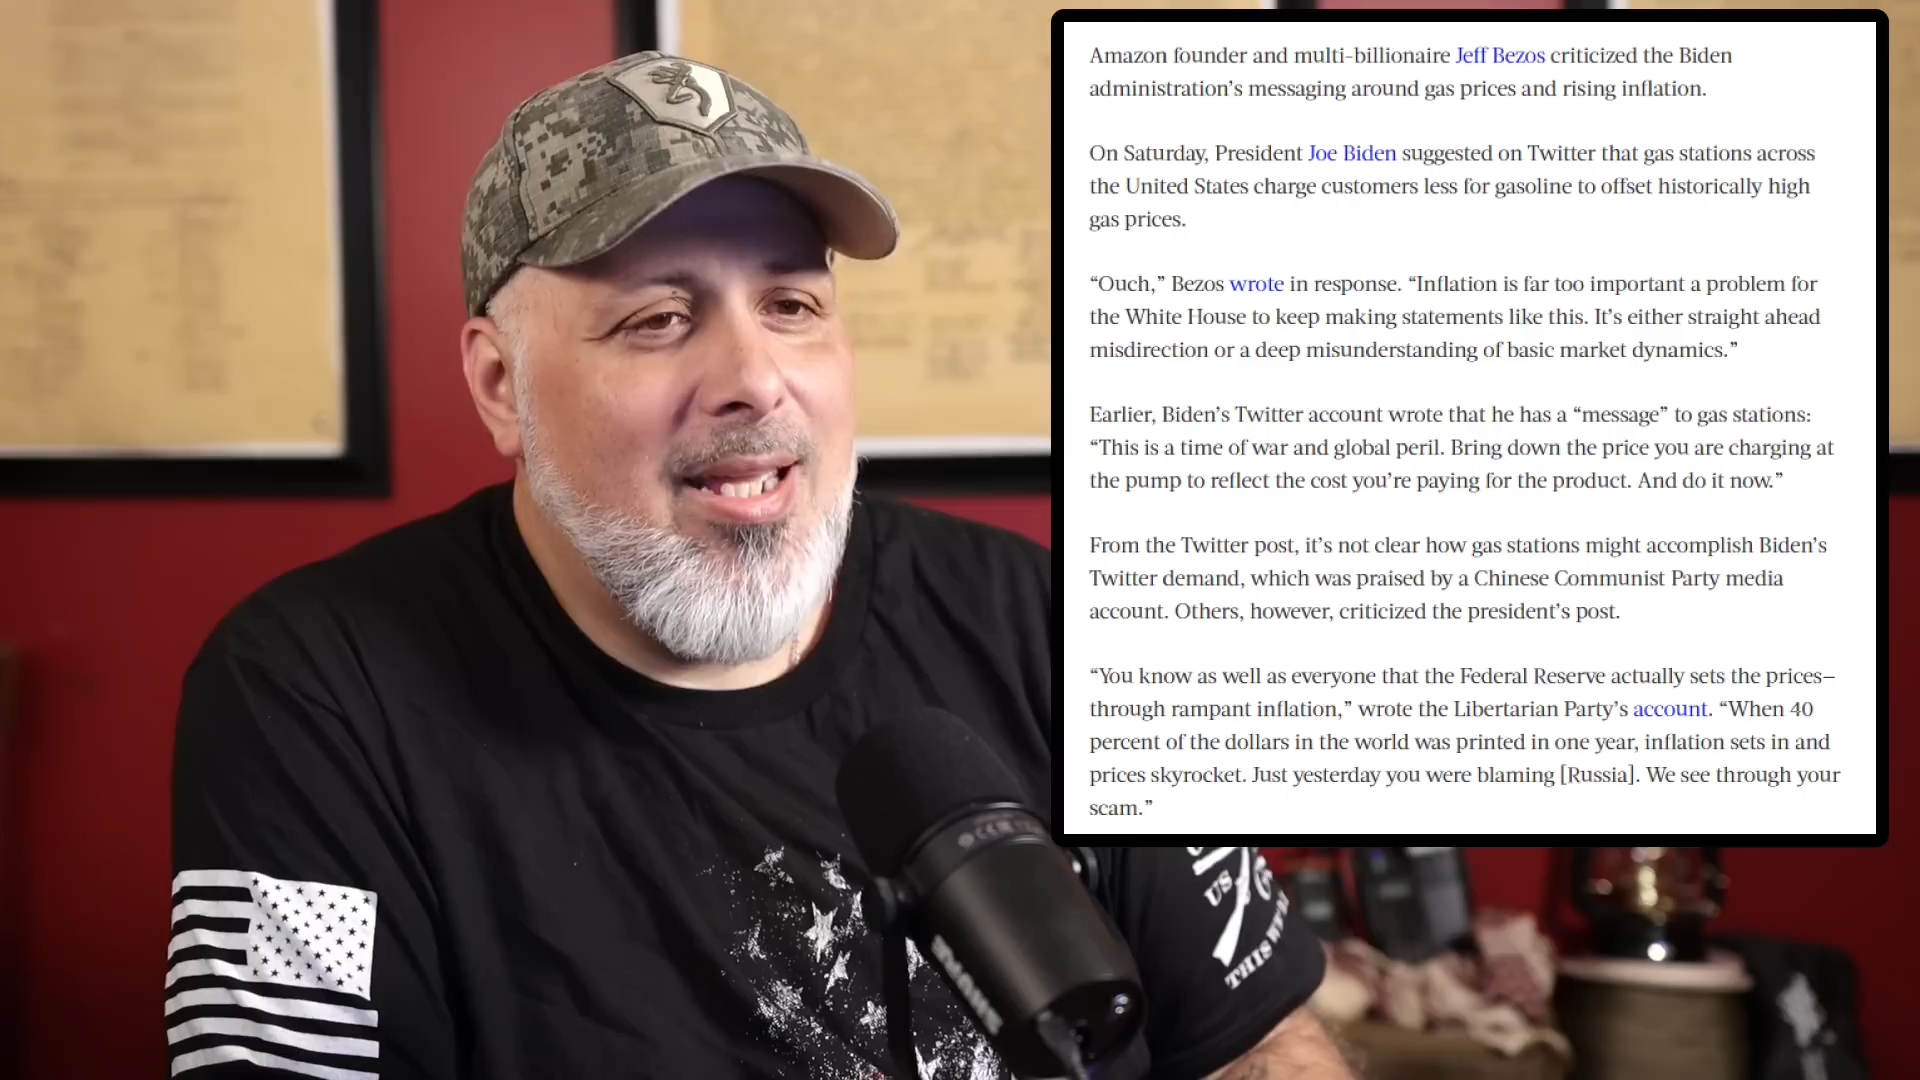 Amazon founder and multi-billionaire Jeff Bezos criticized the Biden
administration’s messaging around gas prices and rising inflation.
On Saturday, President Joe Biden suggested on Twitter that gas stations across
the United States charge customers less for gasoline to offset historically high
gas prices.
“Ouch,” Bezos wrote in response. “Inflation is far too important a problem for
the White House to keep making statements like this. It’s either straight ahead
misdirection or a deep misunderstanding of basic market dynamics.”
Earlier, Biden’s Twitter account wrote that he has a “message” to gas stations:
“This is a time of war and global peril. Bring down the price you are charging at
the pump to reflect the cost you’re paying for the product. And do it now.”
From the Twitter post, it’s not clear how gas stations might accomplish Biden’s
Twitter demand, which was praised by a Chinese Communist Party media
account. Others, however, criticized the president’s post.
“You know as well as everyone that the Federal Reserve actually sets the prices—
through rampant inflation,” wrote the Libertarian Party’s account. “When 40
percent of the dollars in the world was printed in one year, inflation sets in and
prices skyrocket. Just yesterday you were blaming [Russia]. We see through your
scam.”
US
THIS WE'LL